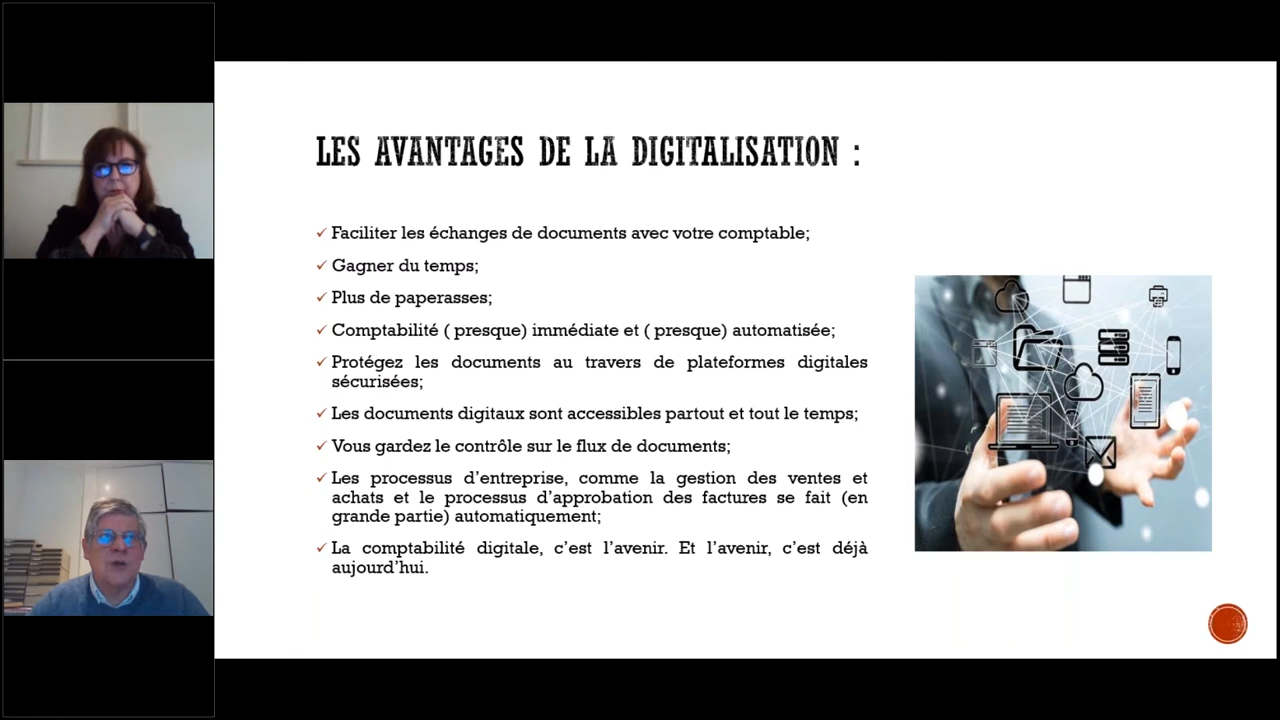 LES AVANTAGES DE LA DIGITALISATION :
Faciliter les échanges de documents avec votre comptable;
Gagner du temps;
Plus de paperasses;
Comptabilité ( presque) immédiate et ( presque) automatisée;
Protégez les documents au travers de plateformes digitales
sécurisées;
Les documents digitaux sont accessibles partout et tout le temps;
Vous gardez le contrôle sur le flux de documents;
Les processus d’entreprise, comme la gestion des ventes et
achats et le processus d’approbation des factures se fait (en
grande partie) automatiquement;
La comptabilité digitale, c’est l’avenir. Et l’avenir, c’est déjà
aujourd’hui.